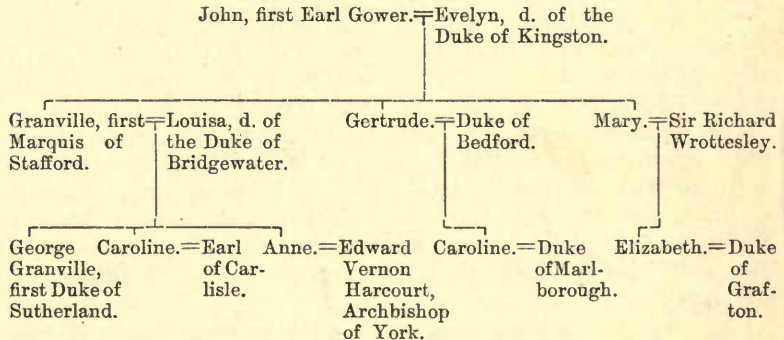 John, first Earl Gower.=Evelyn, d. of the
Duke of Kingston.
Granville, first=Louisa, d. of Gertrude.=Duke of Mary.=Sir Richard
Marquis of the Duke of Bedford. Wrottesley.
Stafford. Bridgewater.
George Caroline.=Earl Anne.=Edward Caroline.=Duke Elizabeth.=Duke
Granville, of Car- Vernon of Marl- of
first Duke of lisle. Harcourt, borough. Graf-
Sutherland. Archbishop ton.
of York.